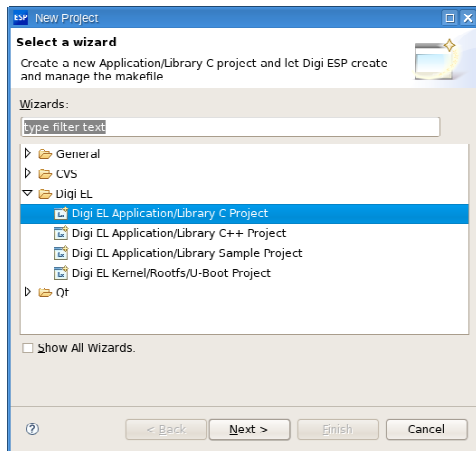 ESP New Project
Select a wizard
Create a new Application/Library C project and let Digi ESP create
and manage the makefile
Wizards:
type filter text
General
CVS
Digi EL
Digi EL Application/Library C Project
Digi EL Application/Library C++ Project
Digi EL Application/Library Sample Project
Digi EL Kernel/Rootfs/U-Boot Project
Qt
Show All Wizards.
? < Back Next > Finish Cancel